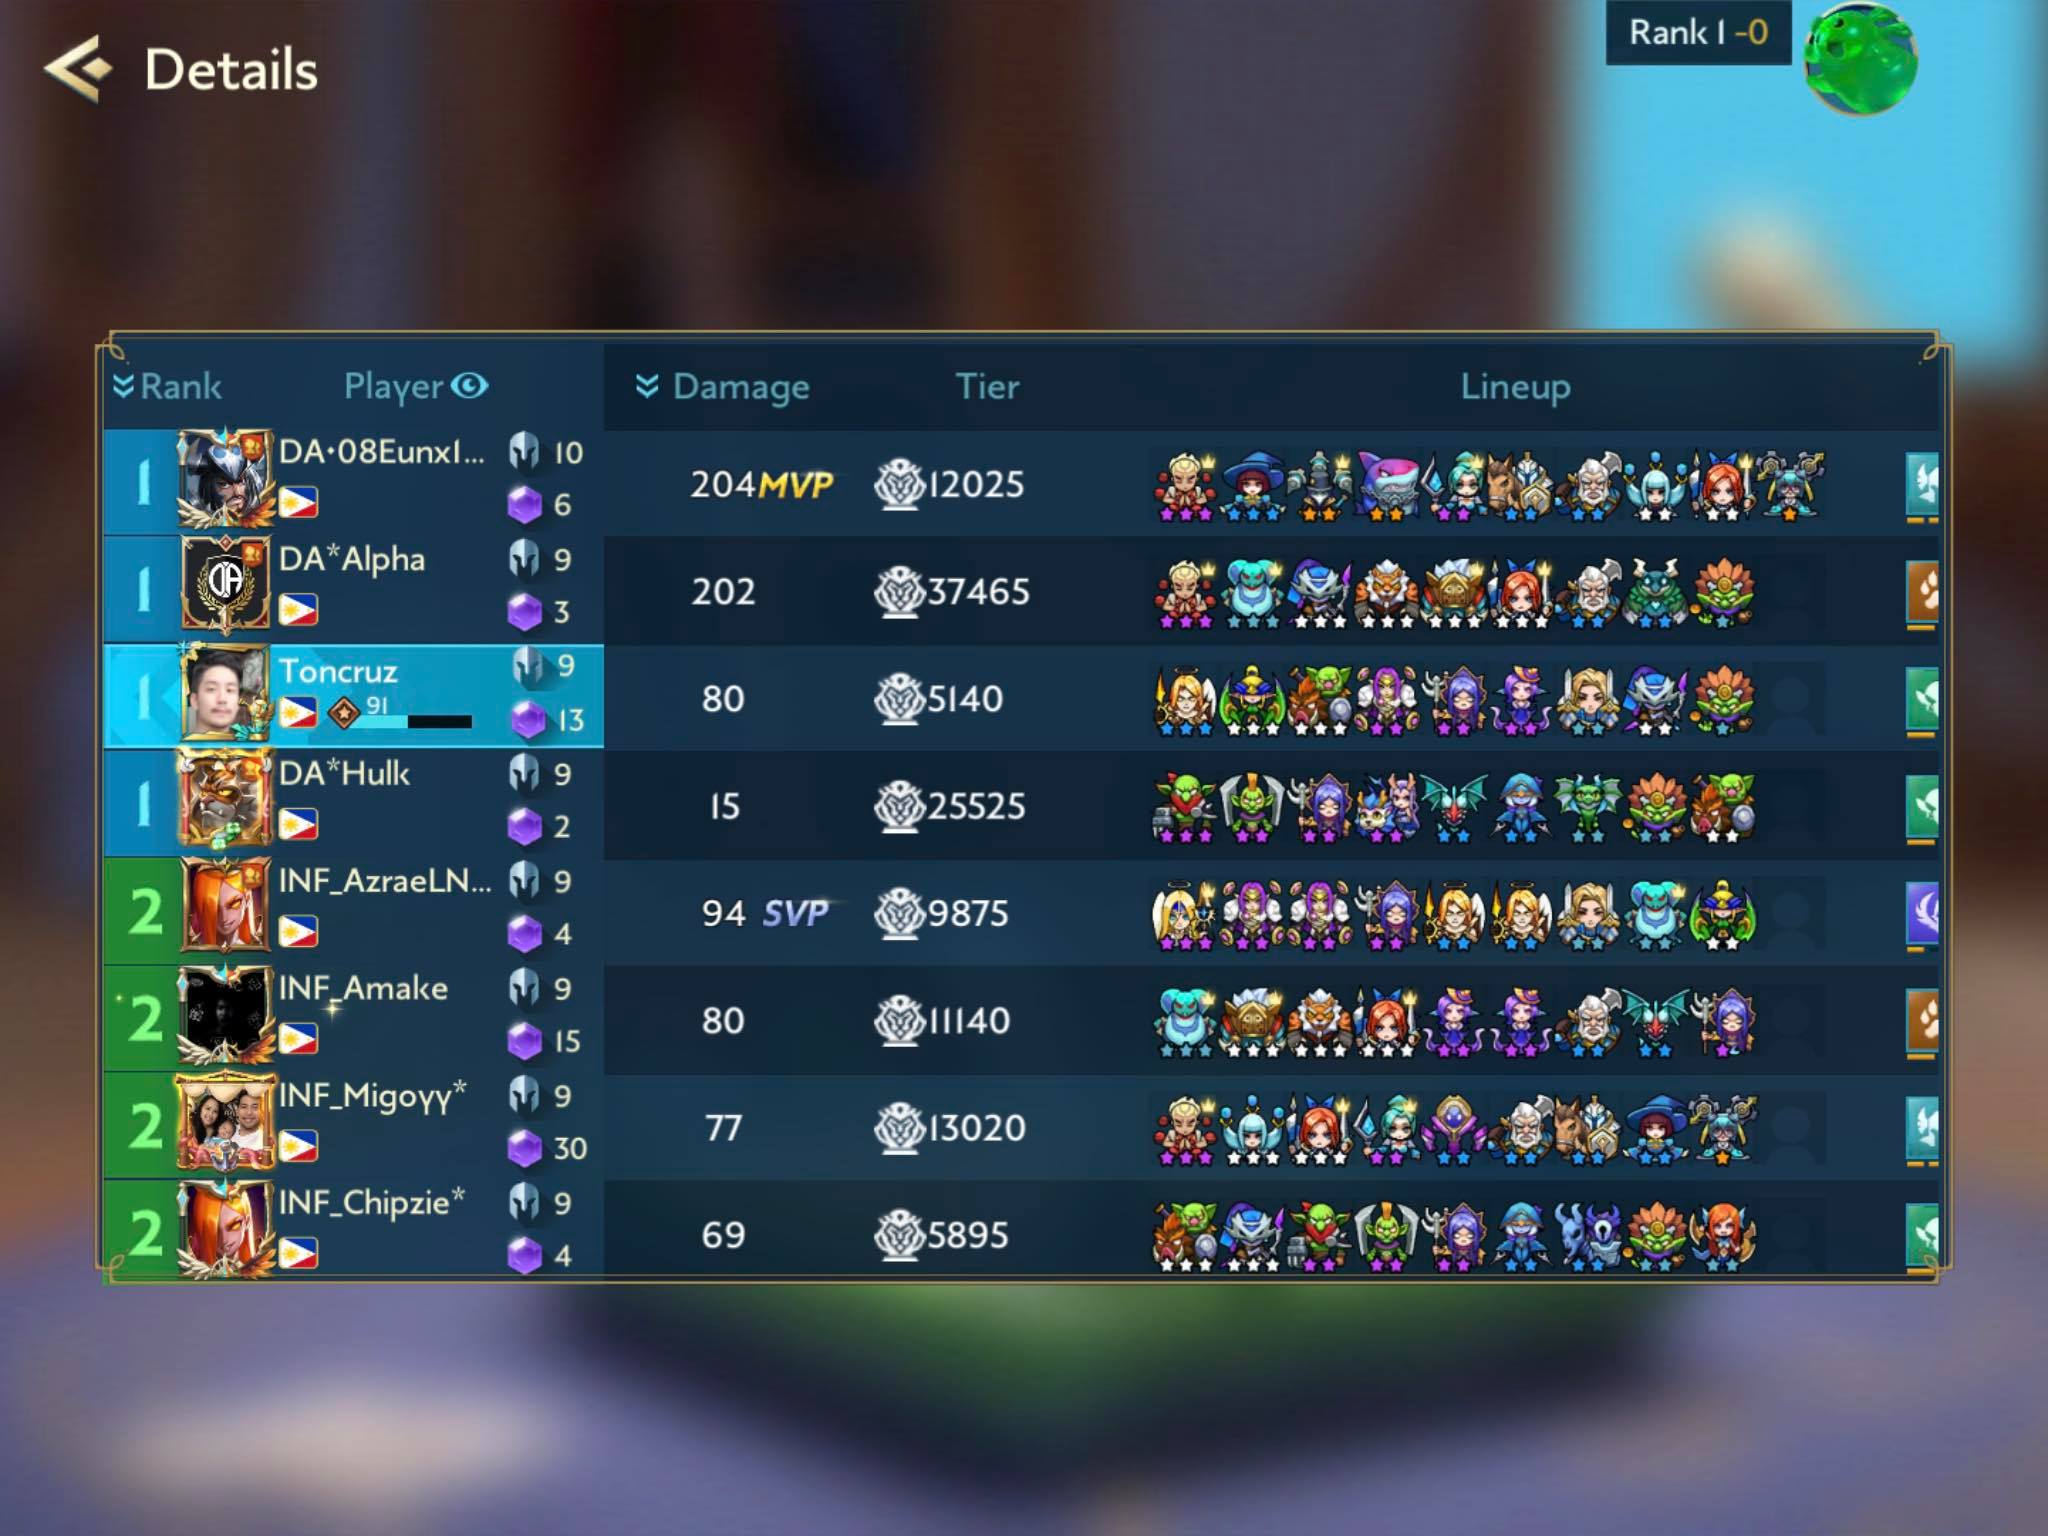 Details
Rank 1 -0
Rank Player Damage Tier Lineup
1 DA•08Eunx1... 10 6 204 MVP 12025
1 DA*Alpha 9 3 202 37465
1 Toncruz 91 9 13 80 5140
1 DA*Hulk 9 2 15 25525
2 INF_AzraeLN... 9 4 94 SVP 9875
2 INF_Amake 9 15 80 11140
2 INF_Migoyy* 9 30 77 13020
2 INF_Chipzie* 9 4 69 5895